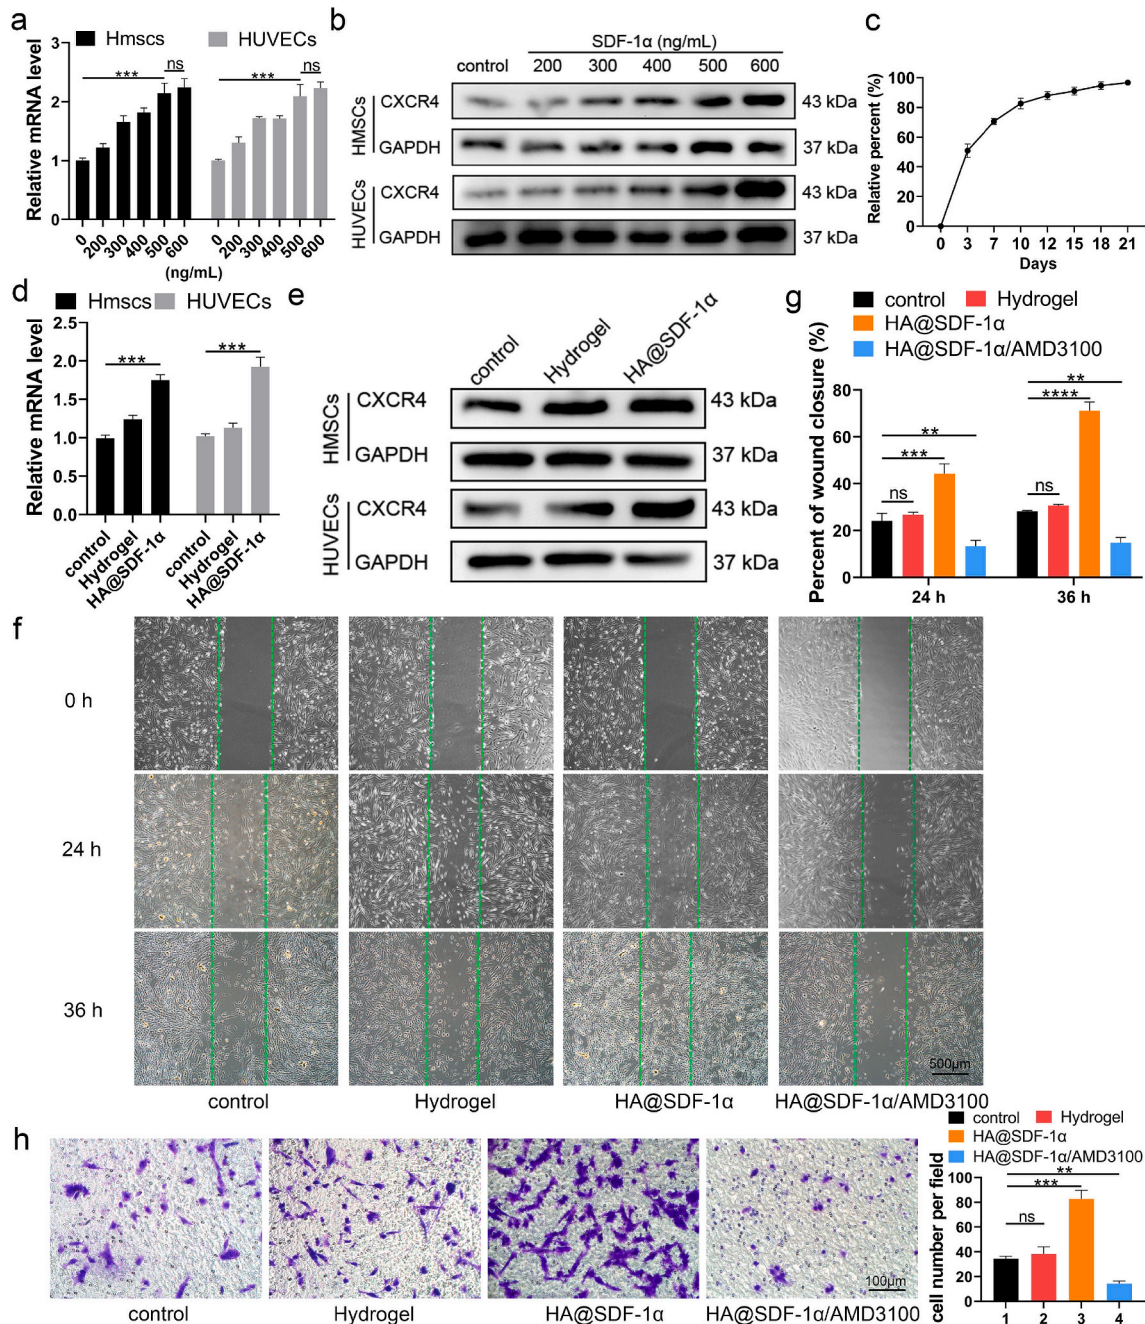 a
Hmscs HUVECs
Relative mRNA level
3
2
1
0
*** ns *** ns
0 200 300 400 500 600 0 200 300 400 500 600
(ng/mL)
b
SDF-1α (ng/mL)
control 200 300 400 500 600
HMSCs
CXCR4 43 kDa
GAPDH 37 kDa
HUVECs
CXCR4 43 kDa
GAPDH 37 kDa
c
Relative percent (%)
100
80
60
40
20
0
0 3 7 10 12 15 18 21
Days
d
Hmscs HUVECs
Relative mRNA level
2.5
2.0
1.5
1.0
0.5
0.0
*** ***
control Hydrogel HA@SDF-1α control Hydrogel HA@SDF-1α
e
control Hydrogel HA@SDF-1α
HMSCs
CXCR4 43 kDa
GAPDH 37 kDa
HUVECs
CXCR4 43 kDa
GAPDH 37 kDa
g
control Hydrogel
HA@SDF-1α
HA@SDF-1α/AMD3100
Percent of wound closure (%)
80
60
40
20
0
** **** ** *** ns ns
24 h 36 h
f
0 h
24 h
36 h
500μm
control Hydrogel HA@SDF-1α HA@SDF-1α/AMD3100
h
100μm
control Hydrogel HA@SDF-1α HA@SDF-1α/AMD3100
control Hydrogel
HA@SDF-1α
HA@SDF-1α/AMD3100
cell number per field
100
80
60
40
20
0
**
***
ns
1 2 3 4